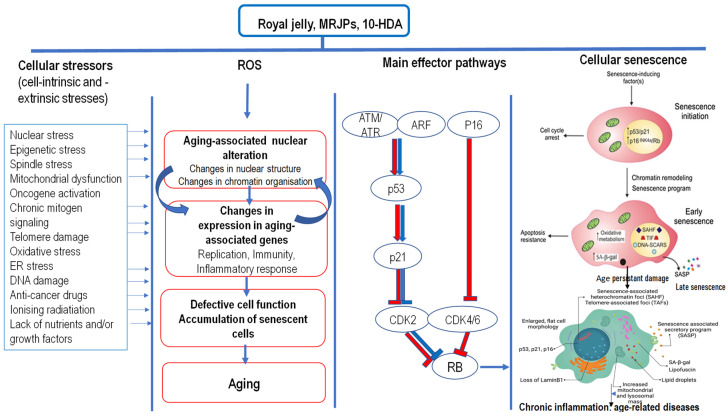 Royal jelly, MRJPs, 10-HDA
Cellular stressors
(cell-intrinsic and -
extrinsic stresses)
Nuclear stress
Epigenetic stress
Spindle stress
Mitochondrial dysfunction
Oncogene activation
Chronic mitogen
signaling
Telomere damage
Oxidative stress
ER stress
DNA damage
Anti-cancer drugs
Ionising radiatiation
Lack of nutrients and/or
growth factors
ROS
Aging-associated nuclear
alteration
Changes in nuclear structure
Changes in chromatin organisation
Changes in
expression in aging-
associated genes
Replication, Immunity,
Inflammatory response
Defective cell function
Accumulation of senescent
cells
Aging
Main effector pathways
ATM/
ATR
ARF
P16
p53
p21
CDK2
CDK4/6
RB
Cellular senescence
Senescence-inducing
factor(s)
Senescence
initiation
Cell cycle
arrest
↑p53/p21
↑p16 INK4a/Rb
Chromatin remodeling
Senescence program
Early
senescence
Apoptosis
resistance
↑Oxidative
metabolism
SAHF
TIF
DNA-SCARS
↑SA-β-gal
SASP
Age persistant damage
Late senescence
Senescence-associated
heterochromatin foci (SAHF)
Telomere-associated foci (TAFs)
Enlarged, flat cell
morphology
Senescence associated
secretory program
(SASP)
p53, p21, p16
SA-β-gal
Lipofuscin
Lipid droplets
Loss of LaminB1
Increased
mitochondrial
and lysosomal
mass
Chronic inflammation, age-related diseases